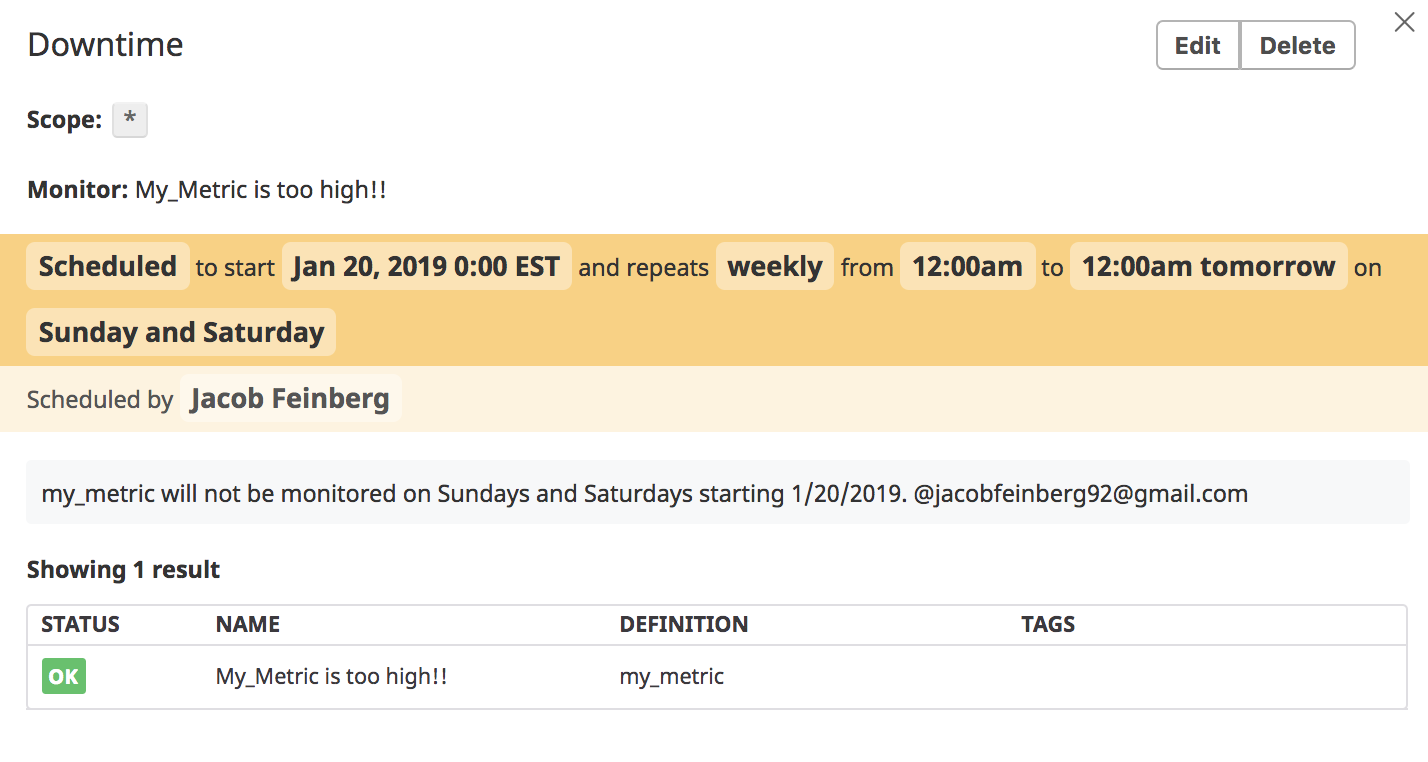 Downtime
Edit Delete
Scope: *
Monitor: My_Metric is too high!!
Scheduled to start Jan 20, 2019 0:00 EST and repeats weekly from 12:00am to 12:00am tomorrow on
Sunday and Saturday
Scheduled by Jacob Feinberg
my_metric will not be monitored on Sundays and Saturdays starting 1/20/2019. @jacobfeinberg92@gmail.com
Showing 1 result
STATUS NAME DEFINITION TAGS
OK My_Metric is too high!! my_metric